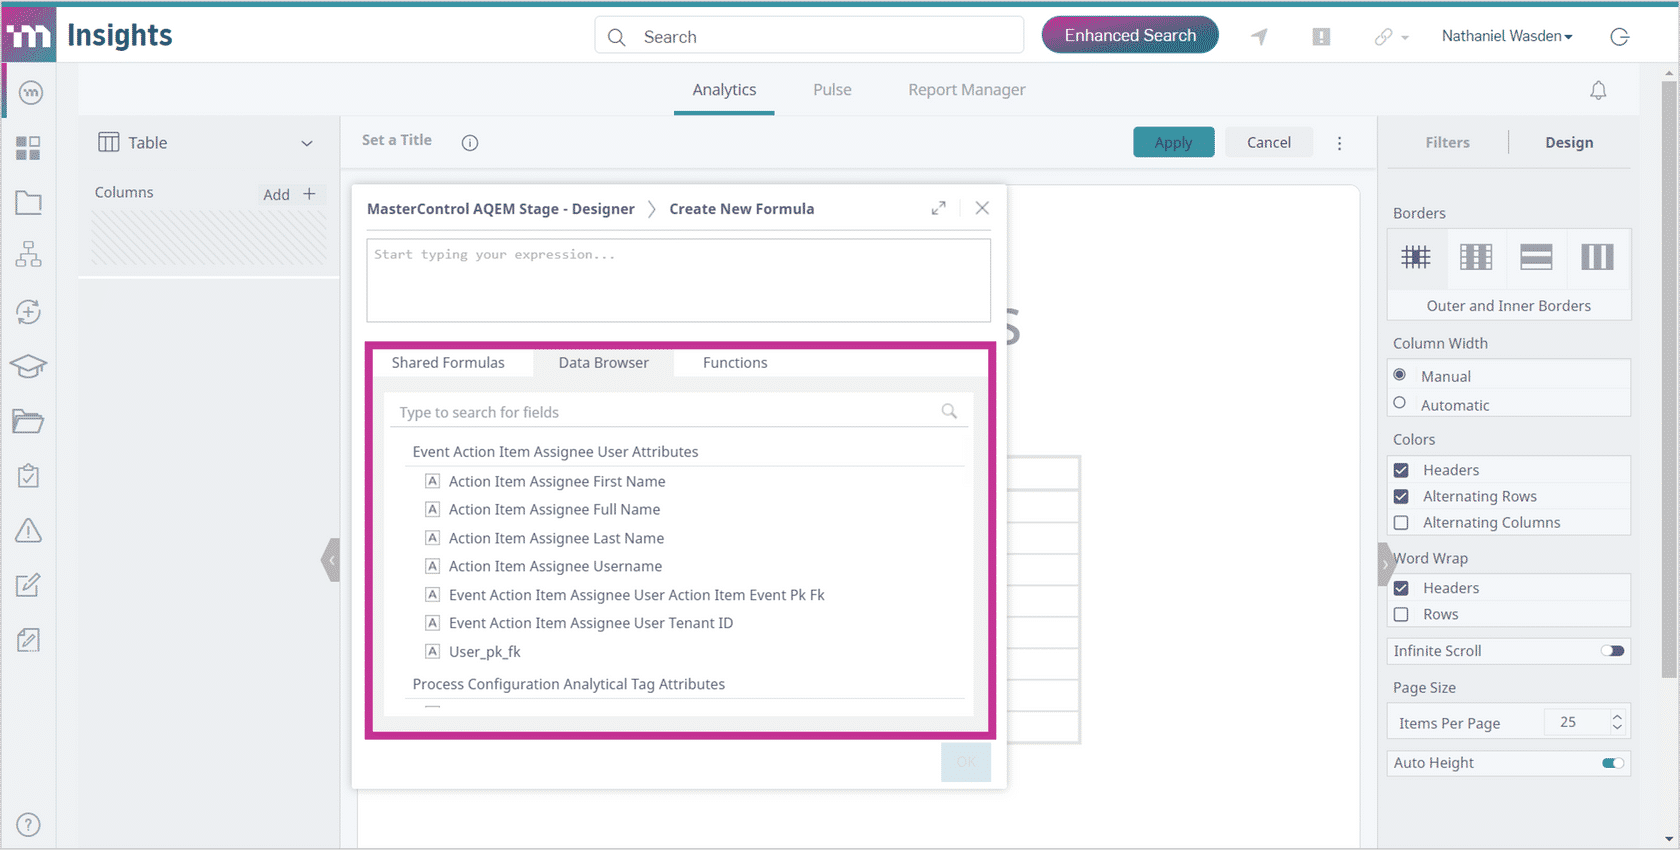 m Insights
Search
Enhanced Search
Nathaniel Wasden
Analytics
Pulse
Report Manager
Table
Set a Title
Apply
Cancel
Filters
Design
Columns
Add +
MasterControl AQEM Stage - Designer > Create New Formula
Start typing your expression...
Shared Formulas
Data Browser
Functions
Type to search for fields
Event Action Item Assignee User Attributes
A Action Item Assignee First Name
A Action Item Assignee Full Name
A Action Item Assignee Last Name
A Action Item Assignee Username
A Event Action Item Assignee User Action Item Event Pk Fk
A Event Action Item Assignee User Tenant ID
A User_pk_fk
Process Configuration Analytical Tag Attributes
OK
s
Borders
Outer and Inner Borders
Column Width
Manual
Automatic
Colors
Headers
Alternating Rows
Alternating Columns
Word Wrap
Headers
Rows
Infinite Scroll
Page Size
Items Per Page 25
Auto Height